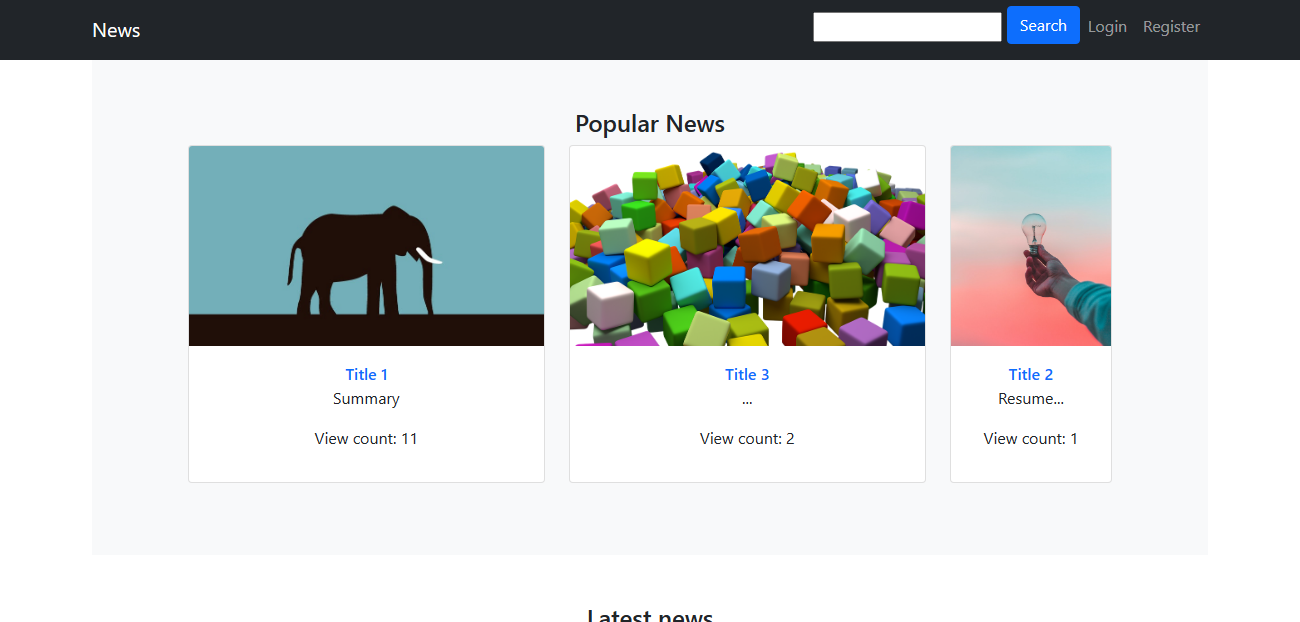 News
Search Login Register
Popular News
Title 1
Summary
View count: 11
Title 3
...
View count: 2
Title 2
Resume...
View count: 1
Latest news